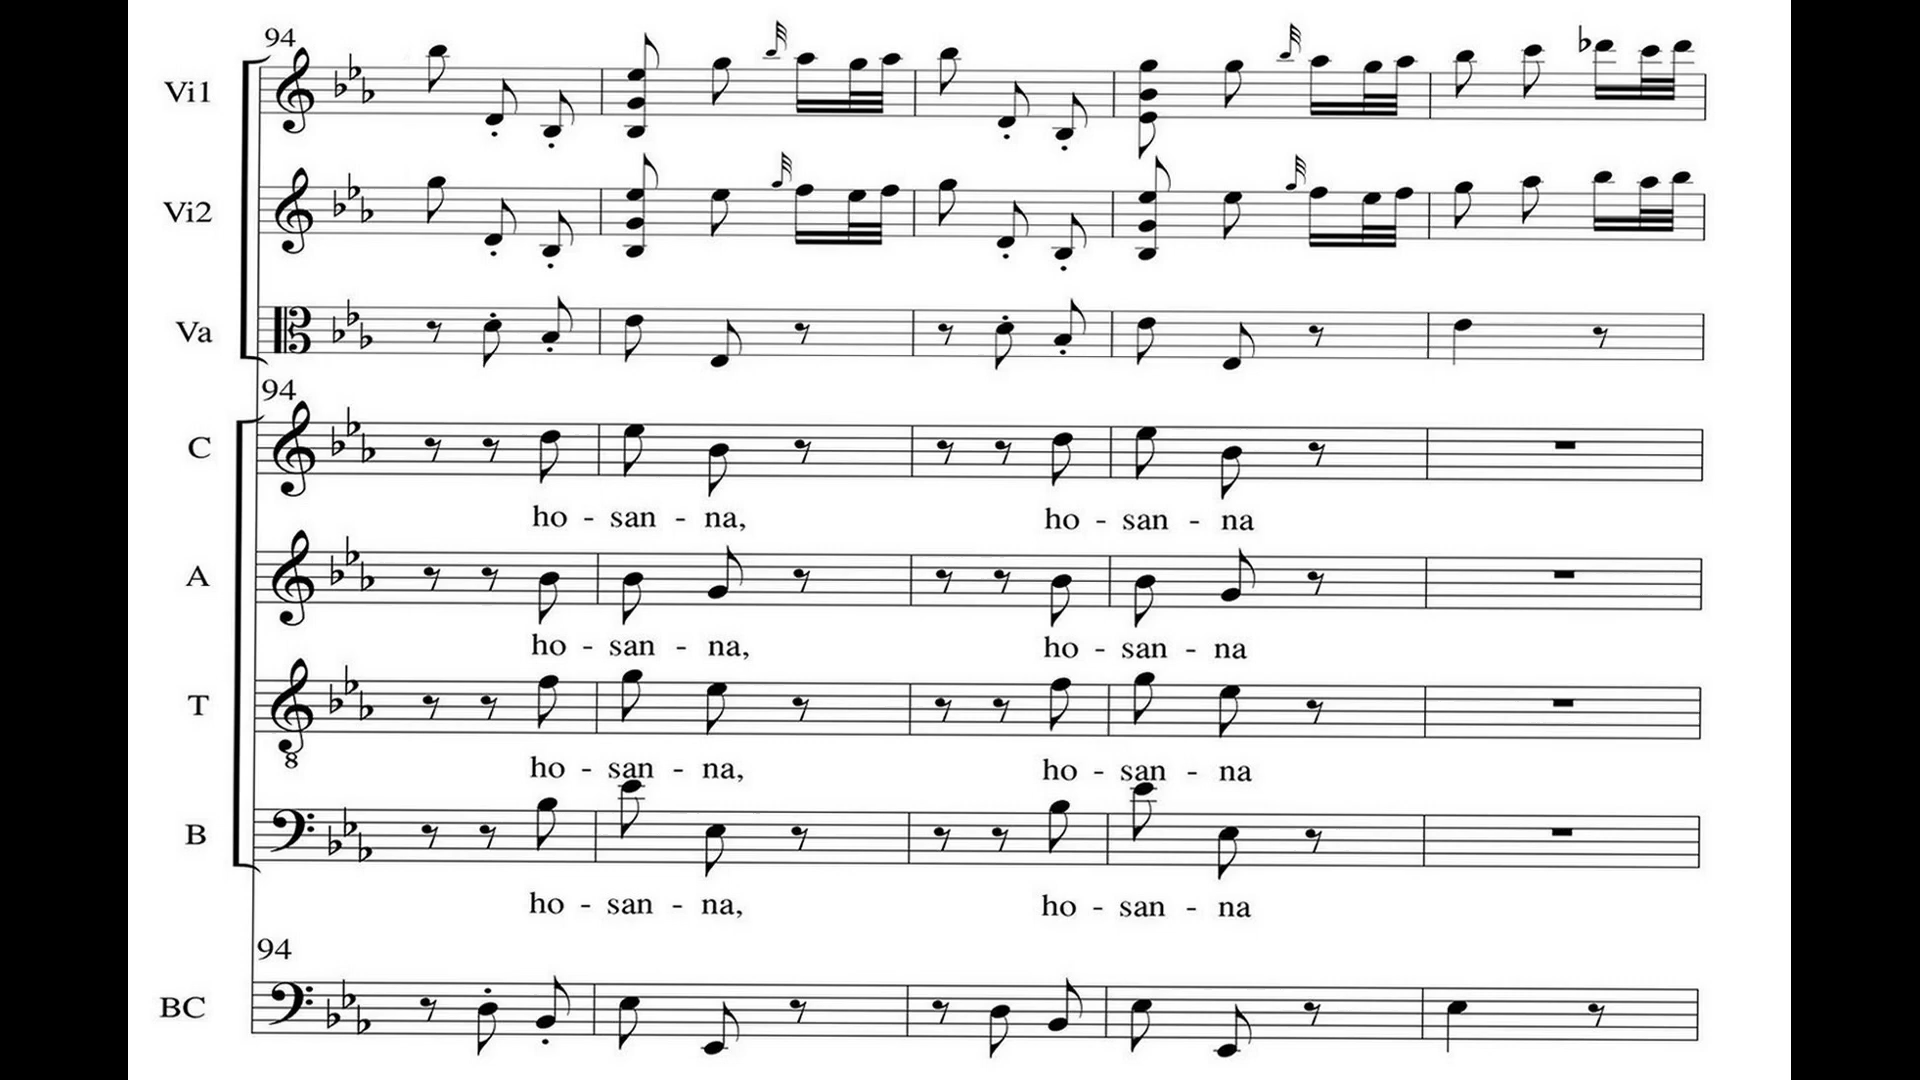 94
Vi1
Vi2
Va
94
C
ho - san - na, ho - san - na
A
ho - san - na, ho - san - na
T
8
ho - san - na, ho - san - na
B
ho - san - na, ho - san - na
94
BC